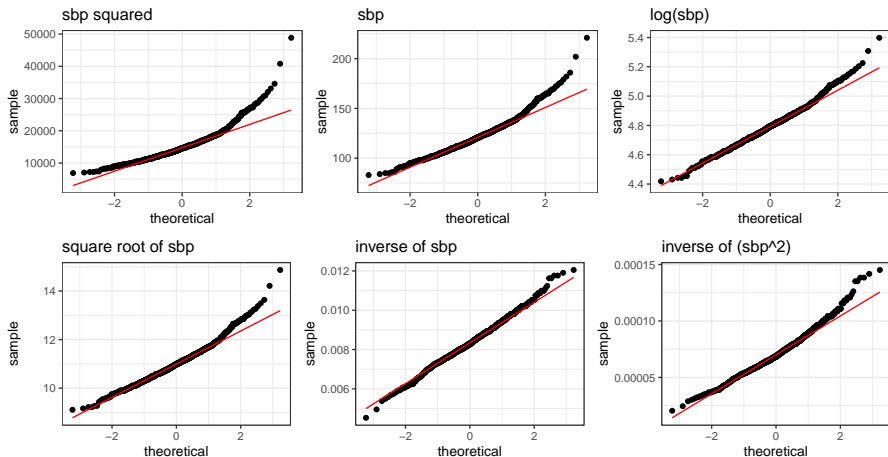 sbp squared
50000
40000
30000
20000
10000
sample
-2
0
2
theoretical
sbp
200
150
100
sample
-2
0
2
theoretical
log(sbp)
5.4
5.2
5.0
4.8
4.6
4.4
sample
-2
0
2
theoretical
square root of sbp
14
12
10
sample
-2
0
2
theoretical
inverse of sbp
0.012
0.010
0.008
0.006
sample
-2
0
2
theoretical
inverse of (sbp^2)
0.00015
0.00010
0.00005
sample
-2
0
2
theoretical